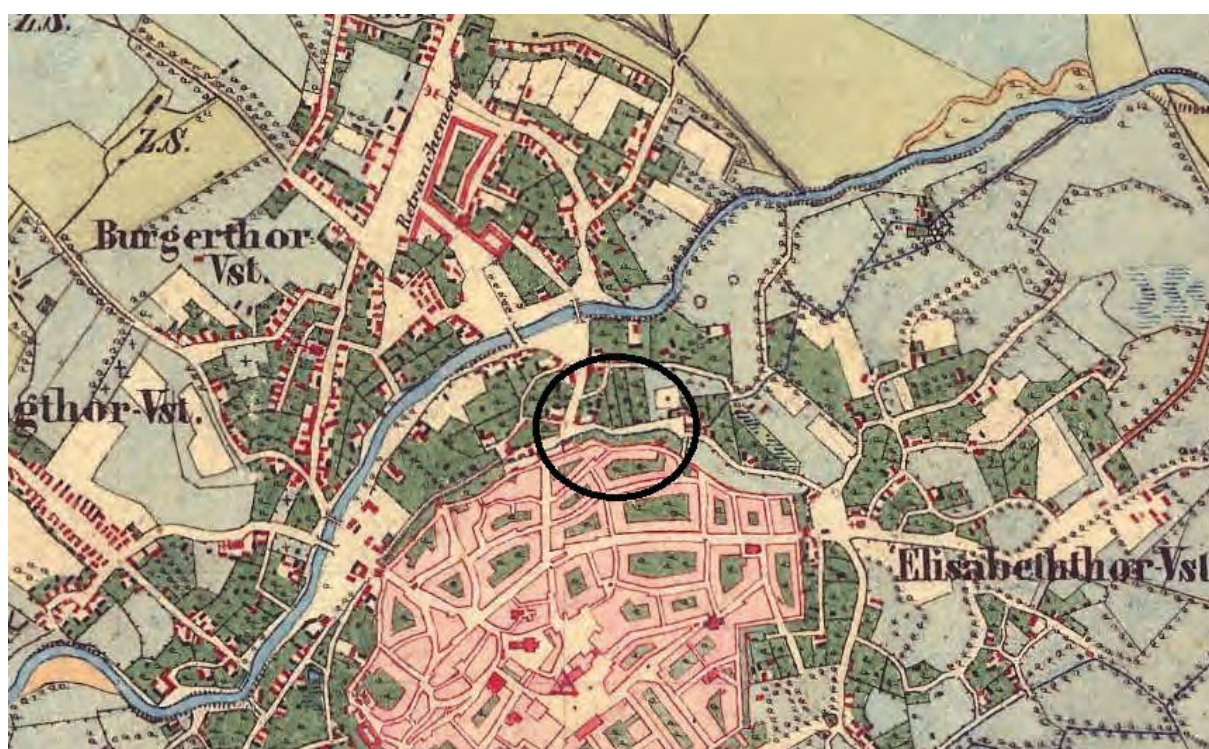 Z.S.
Z.S.
Retranchement
Burgerthor-
Vst.
gthor-Vst.
Elisabeththor-Vst